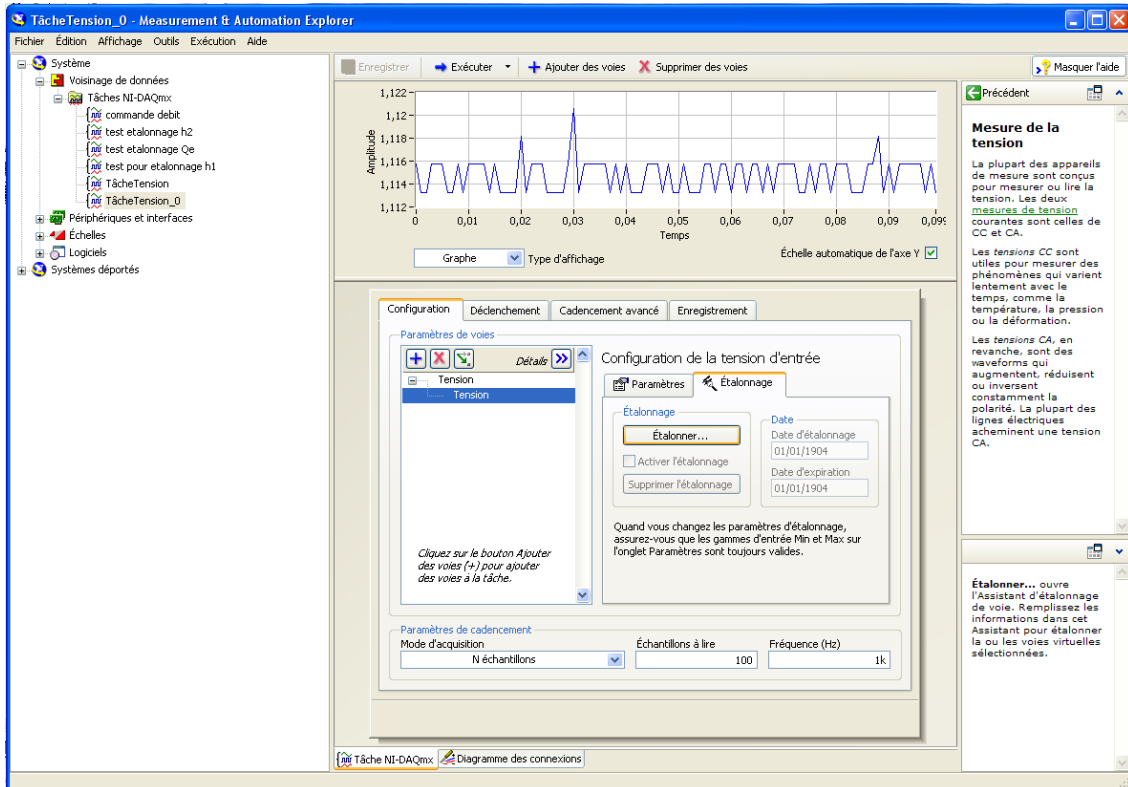 TâcheTension_0 - Measurement & Automation Explorer
Fichier Édition Affichage Outils Exécution Aide
Système
Voisinage de données
Tâches NI-DAQmx
commande debit
test etalonnage h2
test etalonnage Qe
test pour etalonnage h1
TâcheTension
TâcheTension_0
Périphériques et interfaces
Échelles
Logiciels
Systèmes déportés
Enregistrer Exécuter Ajouter des voies Supprimer des voies Masquer l'aide
Amplitude
1,122
1,12
1,118
1,116
1,114
1,112
0 0,01 0,02 0,03 0,04 0,05 0,06 0,07 0,08 0,09 0,099
Temps
Graphe Type d'affichage Échelle automatique de l'axe Y
Configuration Déclenchement Cadencement avancé Enregistrement
Paramètres de voies
Détails
Tension
Tension
Cliquez sur le bouton Ajouter
des voies (+) pour ajouter
des voies à la tâche.
Configuration de la tension d'entrée
Paramètres Étalonnage
Étalonnage
Étalonner...
Activer l'étalonnage
Supprimer l'étalonnage
Date
Date d'étalonnage
01/01/1904
Date d'expiration
01/01/1904
Quand vous changez les paramètres d'étalonnage,
assurez-vous que les gammes d'entrée Min et Max sur
l'onglet Paramètres sont toujours valides.
Paramètres de cadencement
Mode d'acquisition Échantillons à lire Fréquence (Hz)
N échantillons 100 1k
Tâche NI-DAQmx Diagramme des connexions
Précédent
Mesure de la
tension
La plupart des appareils
de mesure sont conçus
pour mesurer ou lire la
tension. Les deux
mesures de tension
courantes sont celles de
CC et CA.
Les tensions CC sont
utiles pour mesurer des
phénomènes qui varient
lentement avec le
temps, comme la
température, la pression
ou la déformation.
Les tensions CA, en
revanche, sont des
waveforms qui
augmentent, réduisent
ou inversent
constamment la
polarité. La plupart des
lignes électriques
acheminent une tension
CA.
Étalonner... ouvre
l'Assistant d'étalonnage
de voie. Remplissez les
informations dans cet
Assistant pour étalonner
la ou les voies virtuelles
sélectionnées.